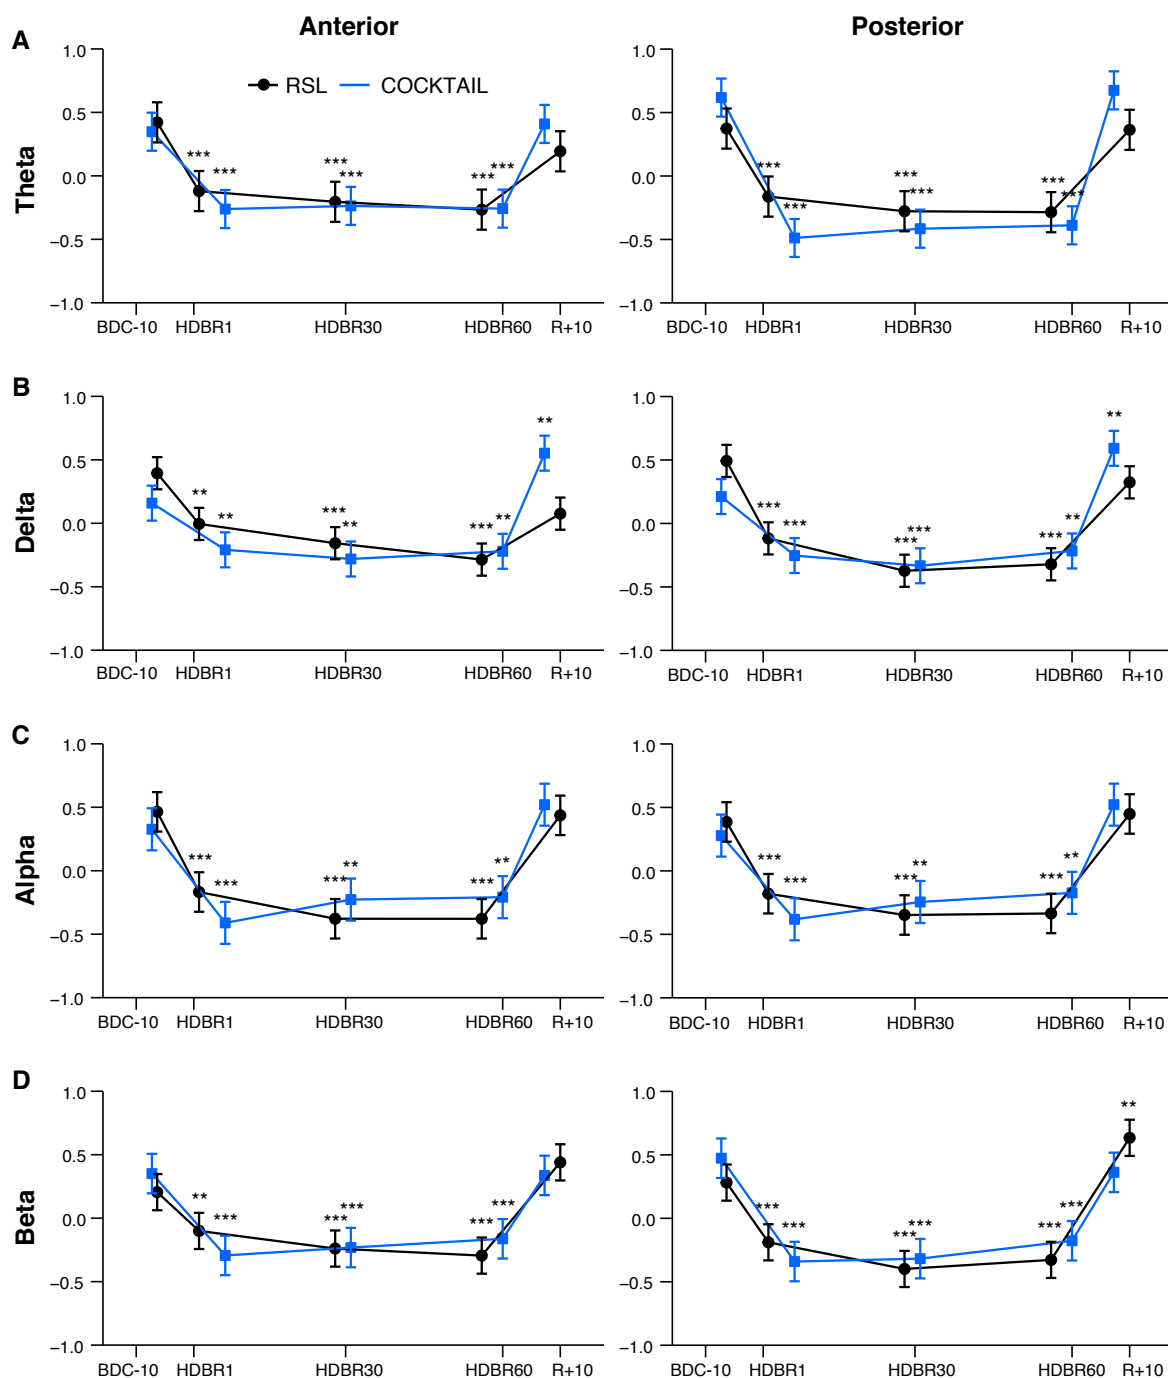 Anterior Posterior
A
RSL COCKTAIL
Theta
1.0
0.5
0.0
−0.5
−1.0
*** *** *** *** *** ***
BDC-10 HDBR1 HDBR30 HDBR60 R+10
1.0
0.5
0.0
−0.5
−1.0
*** *** *** *** *** ***
BDC-10 HDBR1 HDBR30 HDBR60 R+10
B
Delta
1.0
0.5
0.0
−0.5
−1.0
** ** *** ** *** ** **
BDC-10 HDBR1 HDBR30 HDBR60 R+10
1.0
0.5
0.0
−0.5
−1.0
*** *** *** *** *** ** **
BDC-10 HDBR1 HDBR30 HDBR60 R+10
C
Alpha
1.0
0.5
0.0
−0.5
−1.0
*** *** *** ** *** **
BDC-10 HDBR1 HDBR30 HDBR60 R+10
1.0
0.5
0.0
−0.5
−1.0
*** *** *** ** *** **
BDC-10 HDBR1 HDBR30 HDBR60 R+10
D
Beta
1.0
0.5
0.0
−0.5
−1.0
** *** *** *** *** ***
BDC-10 HDBR1 HDBR30 HDBR60 R+10
1.0
0.5
0.0
−0.5
−1.0
*** *** *** *** *** *** **
BDC-10 HDBR1 HDBR30 HDBR60 R+10